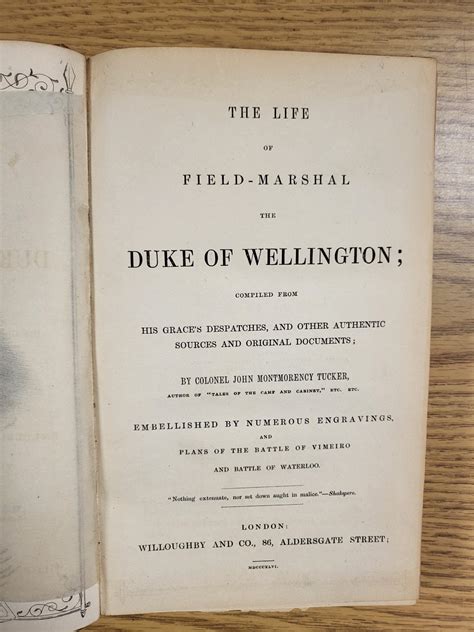 THE LIFE
OF
FIELD-MARSHAL
THE
DUKE OF WELLINGTON;
COMPILED FROM
HIS GRACE'S DESPATCHES, AND OTHER AUTHENTIC
SOURCES AND ORIGINAL DOCUMENTS;
BY COLONEL JOHN MONTMORENCY TUCKER,
AUTHOR OF "TALES OF THE CAMP AND CABINET," ETC. ETC.
EMBELLISHED BY NUMEROUS ENGRAVINGS,
AND
PLANS OF THE BATTLE OF VIMEIRO
AND BATTLE OF WATERLOO.
"Nothing extenuate, nor set down aught in malice."—Shakspere.
LONDON:
WILLOUGHBY AND CO., 86, ALDERSGATE STREET;
MDCCCXLVI.